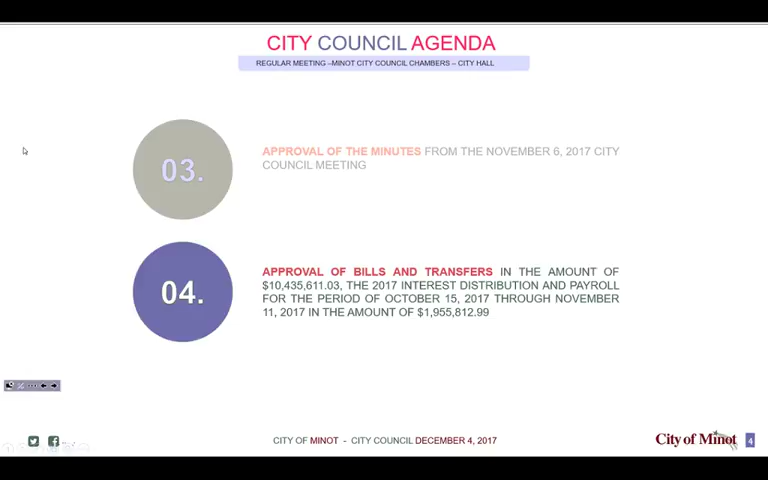 CITY COUNCIL AGENDA
REGULAR MEETING –MINOT CITY COUNCIL CHAMBERS – CITY HALL
03.
APPROVAL OF THE MINUTES FROM THE NOVEMBER 6, 2017 CITY
COUNCIL MEETING
04.
APPROVAL OF BILLS AND TRANSFERS IN THE AMOUNT OF
$10,435,611.03, THE 2017 INTEREST DISTRIBUTION AND PAYROLL
FOR THE PERIOD OF OCTOBER 15, 2017 THROUGH NOVEMBER
11, 2017 IN THE AMOUNT OF $1,955,812.99
CITY OF MINOT - CITY COUNCIL DECEMBER 4, 2017
City of Minot
4